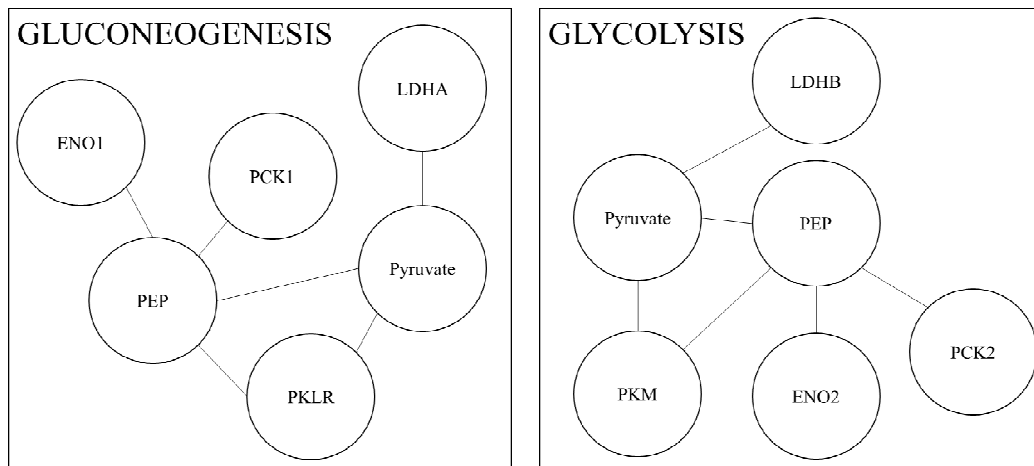 GLUCONEOGENESIS
LDHA
ENO1
PCK1
Pyruvate
PEP
PKLR
GLYCOLYSIS
LDHB
Pyruvate
PEP
PCK2
PKM
ENO2